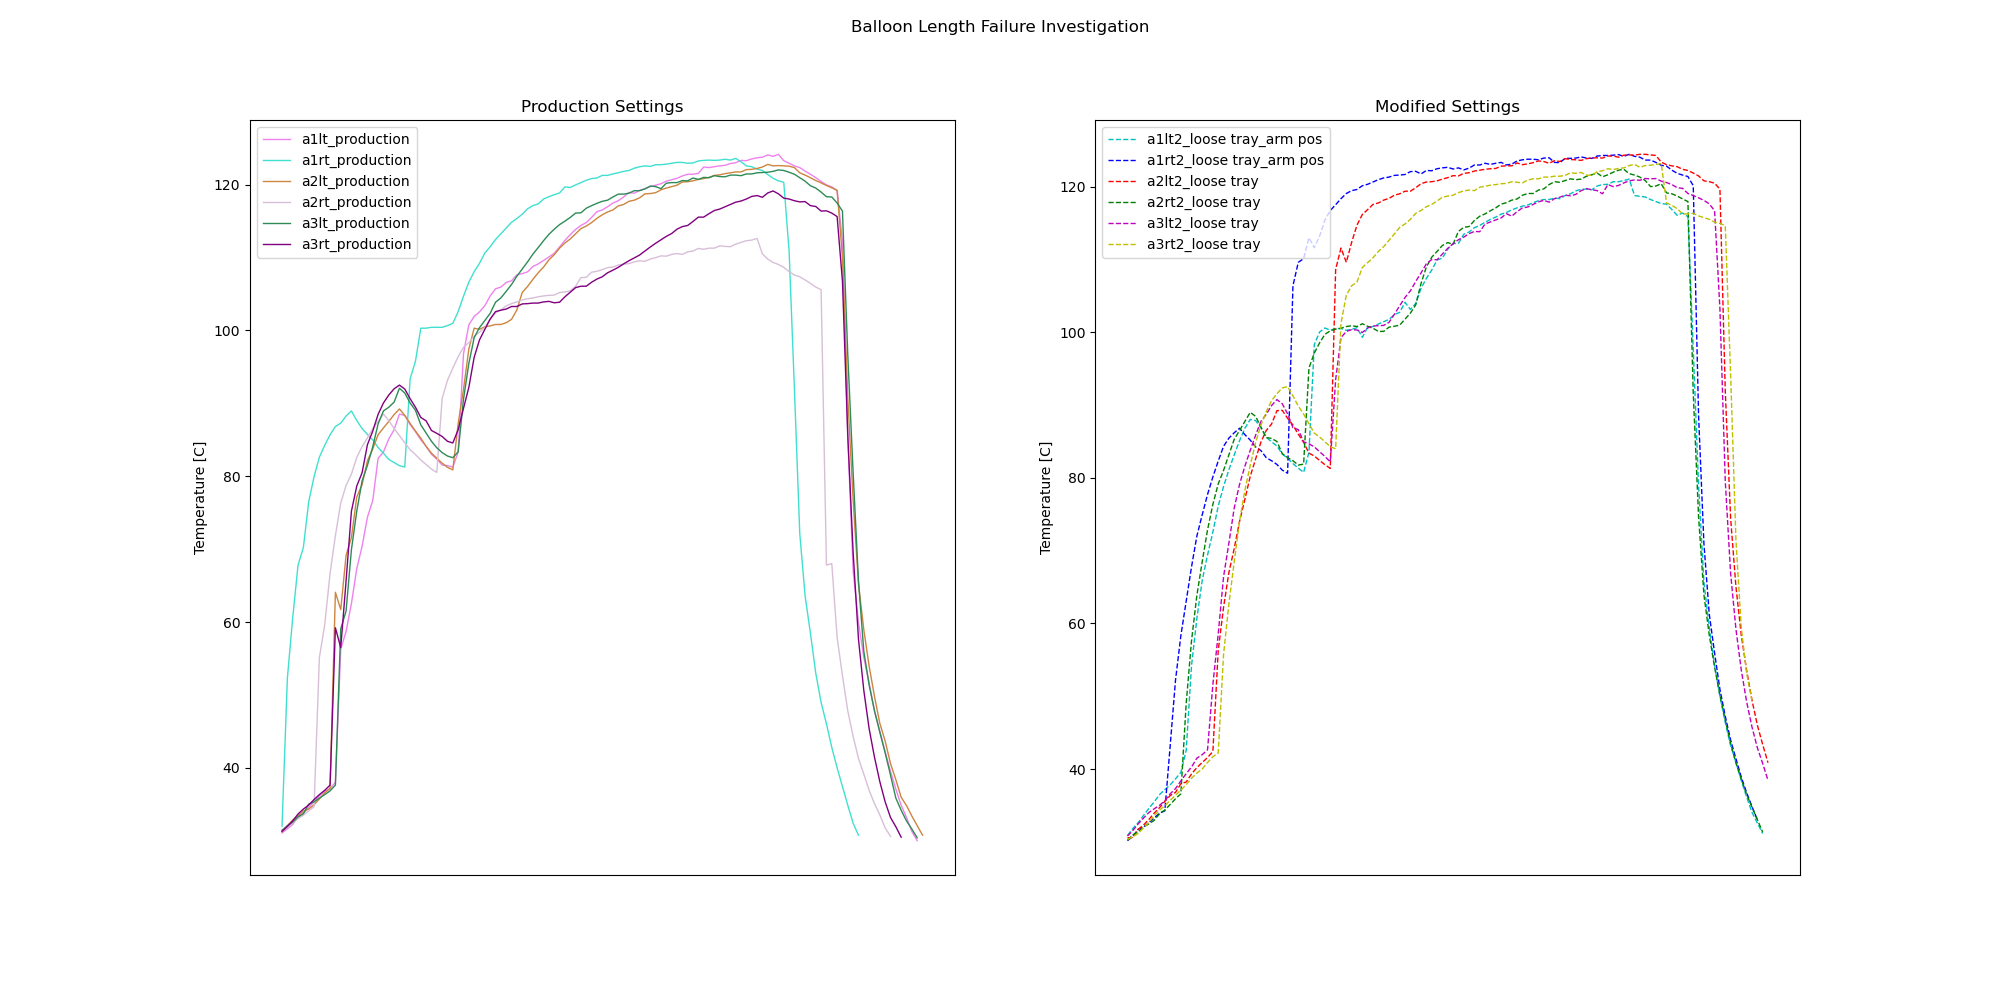 Balloon Length Failure Investigation
Production Settings
a1lt_production
a1rt_production
a2lt_production
a2rt_production
a3lt_production
a3rt_production
120
100
80
60
40
Temperature [C]
Modified Settings
a1lt2_loose tray_arm pos
a1rt2_loose tray_arm pos
a2lt2_loose tray
a2rt2_loose tray
a3lt2_loose tray
a3rt2_loose tray
120
100
80
60
40
Temperature [C]